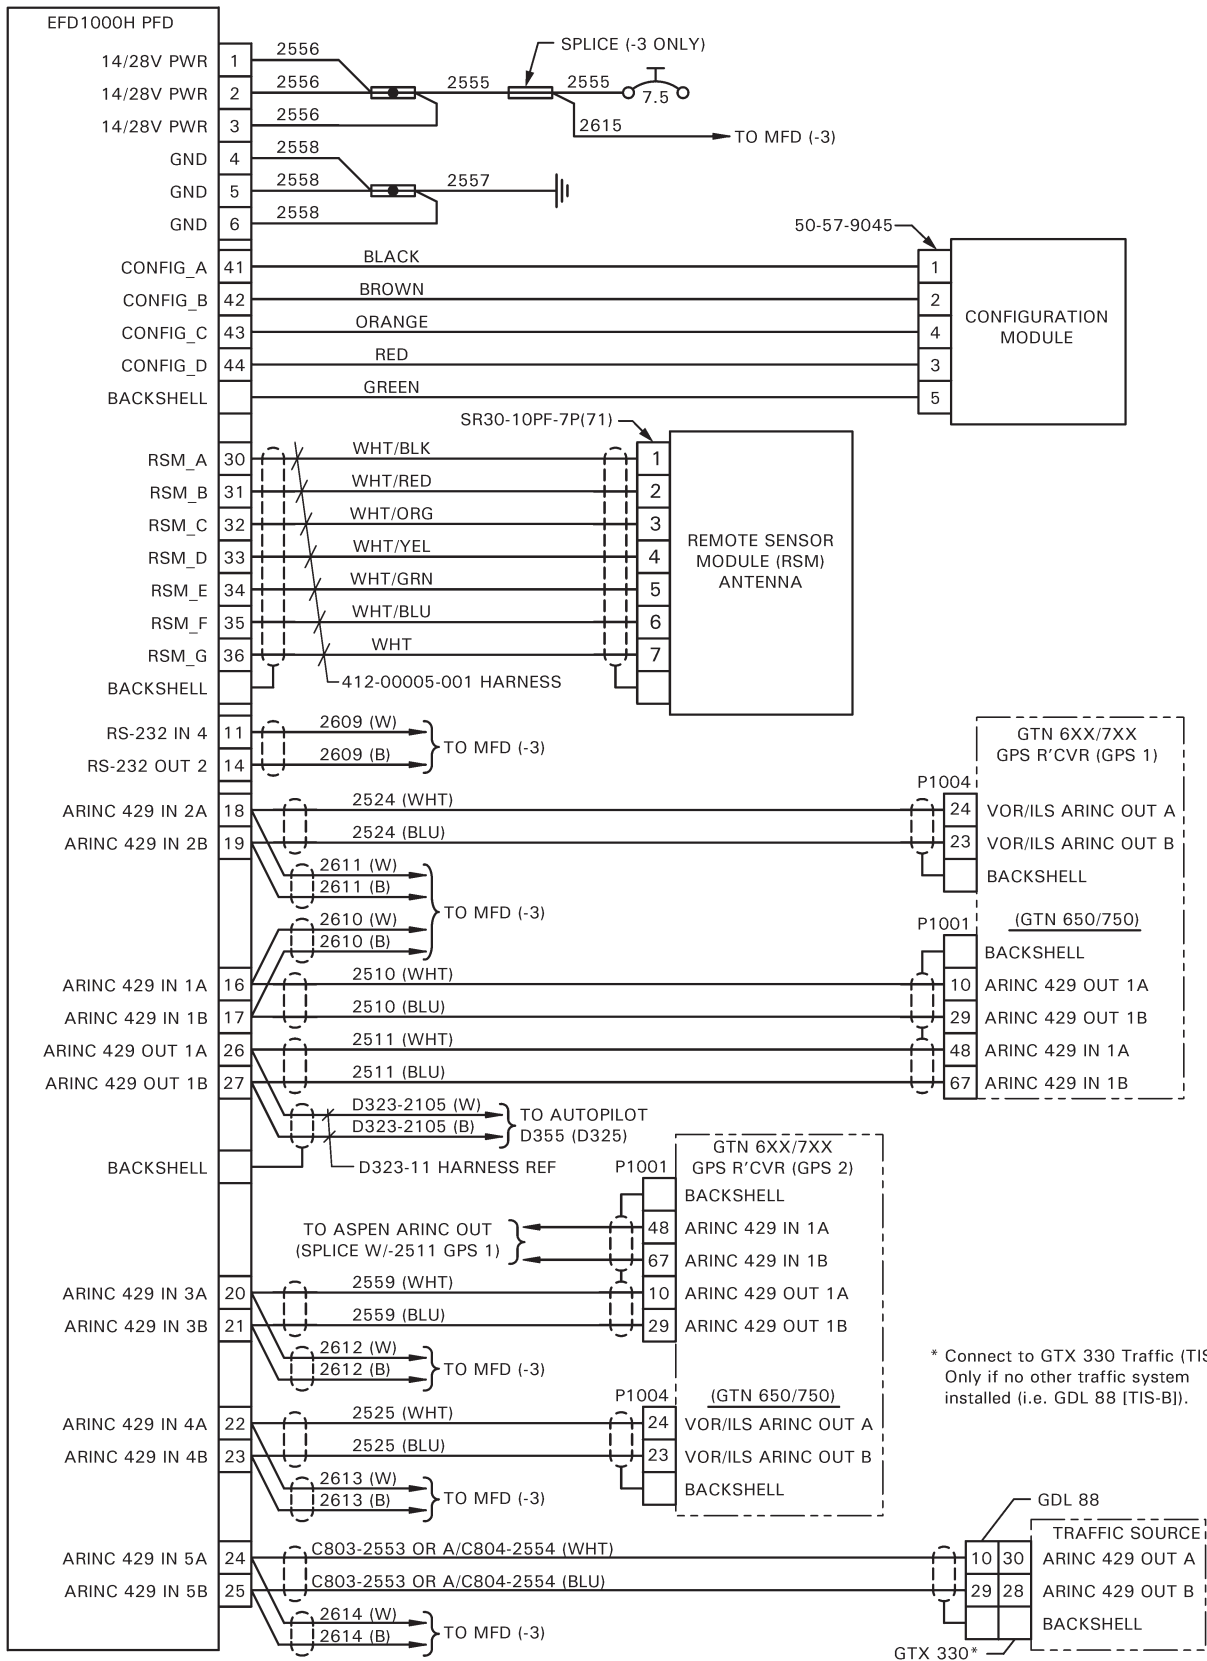 EFD1000H PFD
14/28V PWR 1 2556
SPLICE (-3 ONLY)
14/28V PWR 2 2556 2555 2555 7.5
14/28V PWR 3 2556 2615 TO MFD (-3)
GND 4 2558
GND 5 2558 2557
GND 6 2558
50-57-9045
CONFIG_A 41 BLACK 1
CONFIG_B 42 BROWN 2
CONFIG_C 43 ORANGE 4
CONFIG_D 44 RED 3
BACKSHELL GREEN 5
CONFIGURATION
MODULE
SR30-10PF-7P(71)
RSM_A 30 WHT/BLK 1
RSM_B 31 WHT/RED 2
RSM_C 32 WHT/ORG 3
RSM_D 33 WHT/YEL 4
RSM_E 34 WHT/GRN 5
RSM_F 35 WHT/BLU 6
RSM_G 36 WHT 7
BACKSHELL 412-00005-001 HARNESS
REMOTE SENSOR
MODULE (RSM)
ANTENNA
RS-232 IN 4 11 2609 (W)
RS-232 OUT 2 14 2609 (B)
TO MFD (-3)
GTN 6XX/7XX
GPS R'CVR (GPS 1)
P1004
ARINC 429 IN 2A 18 2524 (WHT) 24 VOR/ILS ARINC OUT A
ARINC 429 IN 2B 19 2524 (BLU) 23 VOR/ILS ARINC OUT B
BACKSHELL
2611 (W)
2611 (B)
TO MFD (-3)
2610 (W)
2610 (B)
P1001 (GTN 650/750)
BACKSHELL
ARINC 429 IN 1A 16 2510 (WHT) 10 ARINC 429 OUT 1A
ARINC 429 IN 1B 17 2510 (BLU) 29 ARINC 429 OUT 1B
ARINC 429 OUT 1A 26 2511 (WHT) 48 ARINC 429 IN 1A
ARINC 429 OUT 1B 27 2511 (BLU) 67 ARINC 429 IN 1B
D323-2105 (W)
D323-2105 (B)
TO AUTOPILOT
D355 (D325)
BACKSHELL D323-11 HARNESS REF
GTN 6XX/7XX
GPS R'CVR (GPS 2)
P1001
BACKSHELL
TO ASPEN ARINC OUT
(SPLICE W/-2511 GPS 1)
48 ARINC 429 IN 1A
67 ARINC 429 IN 1B
ARINC 429 IN 3A 20 2559 (WHT) 10 ARINC 429 OUT 1A
ARINC 429 IN 3B 21 2559 (BLU) 29 ARINC 429 OUT 1B
2612 (W)
2612 (B)
TO MFD (-3)
* Connect to GTX 330 Traffic (TIS
Only if no other traffic system
installed (i.e. GDL 88 [TIS-B]).
P1004 (GTN 650/750)
ARINC 429 IN 4A 22 2525 (WHT) 24 VOR/ILS ARINC OUT A
ARINC 429 IN 4B 23 2525 (BLU) 23 VOR/ILS ARINC OUT B
BACKSHELL
2613 (W)
2613 (B)
TO MFD (-3)
GDL 88
TRAFFIC SOURCE
ARINC 429 IN 5A 24 C803-2553 OR A/C804-2554 (WHT) 10 30 ARINC 429 OUT A
ARINC 429 IN 5B 25 C803-2553 OR A/C804-2554 (BLU) 29 28 ARINC 429 OUT B
BACKSHELL
2614 (W)
2614 (B)
TO MFD (-3)
GTX 330*